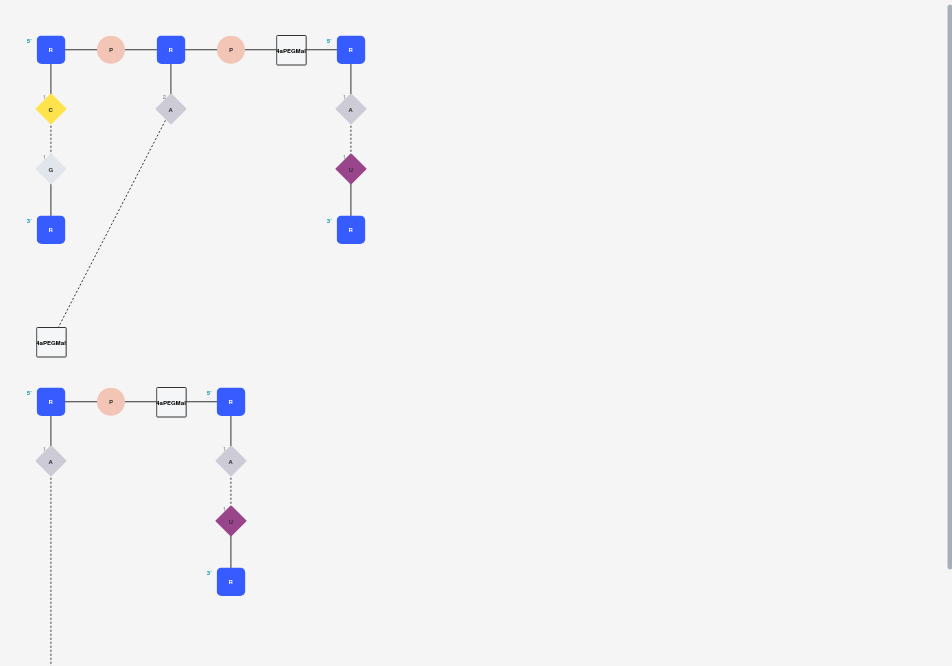 5' R P R P 4aPEGMal 5' R
1 C 2 A 1 A
1 G 1 U
3' R 3' R
4aPEGMal
5' R P 4aPEGMal 5' R
1 A 1 A
1 U
3' R